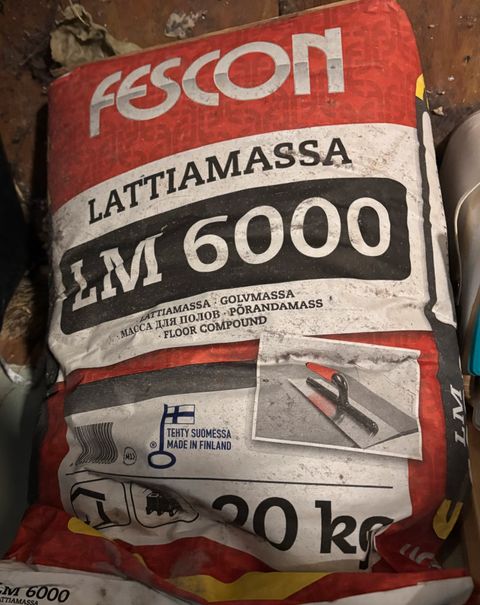 FESCON
LATTIAMASSA
LM 6000
LATTIAMASSA · GOLVMASSA
· МАССА ДЛЯ ПОЛОВ · PÕRANDAMASS
· FLOOR COMPOUND
TEHTY SUOMESSA
MADE IN FINLAND
®
M1
20 kg
LM
LM 6000
LATTIAMASSA